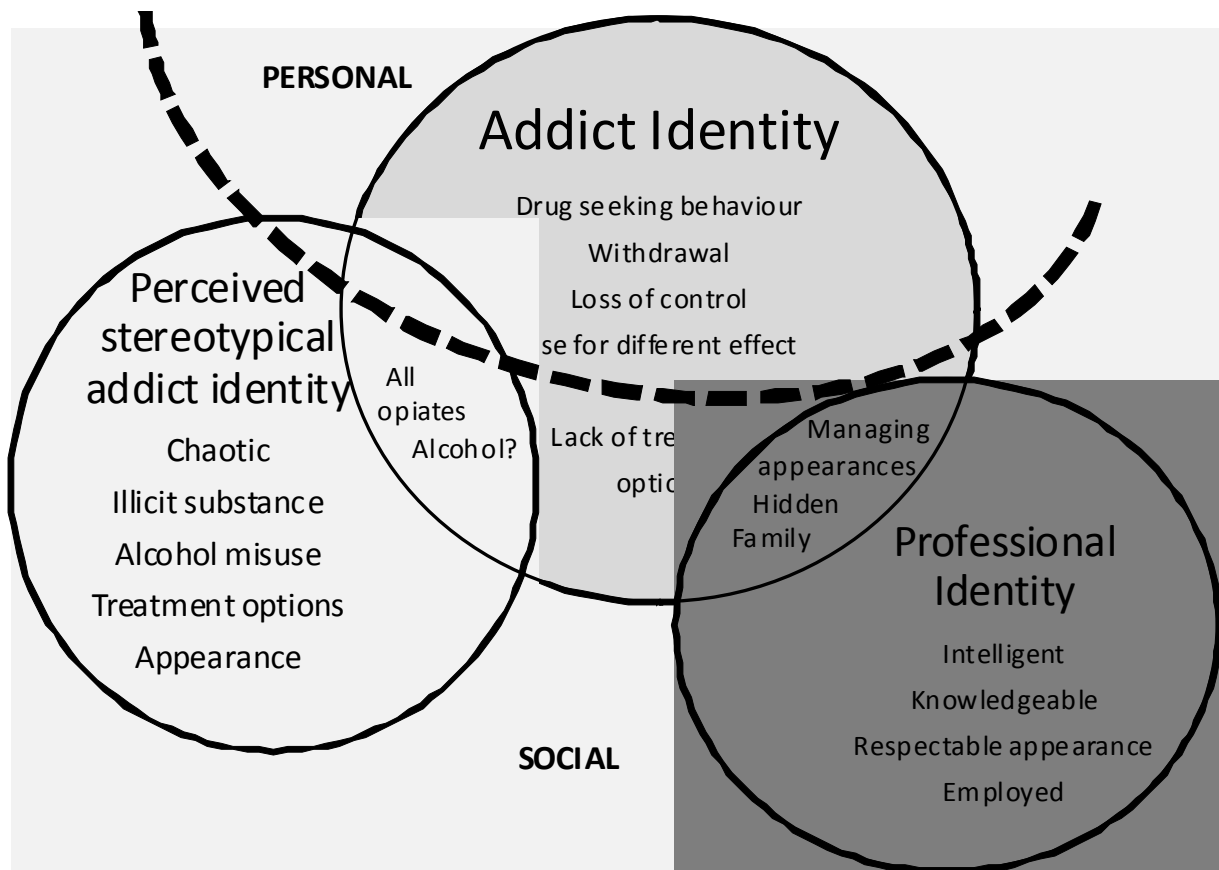 PERSONAL
Addict Identity
Drug seeking behaviour
Withdrawal
Loss of control
se for different effect
Lack of tre
optio
Perceived
stereotypical
addict identity
Chaotic
Illicit substance
Alcohol misuse
Treatment options
Appearance
All
opiates
Alcohol?
Managing
appearances
Hidden
Family
Professional
Identity
Intelligent
Knowledgeable
Respectable appearance
Employed
SOCIAL